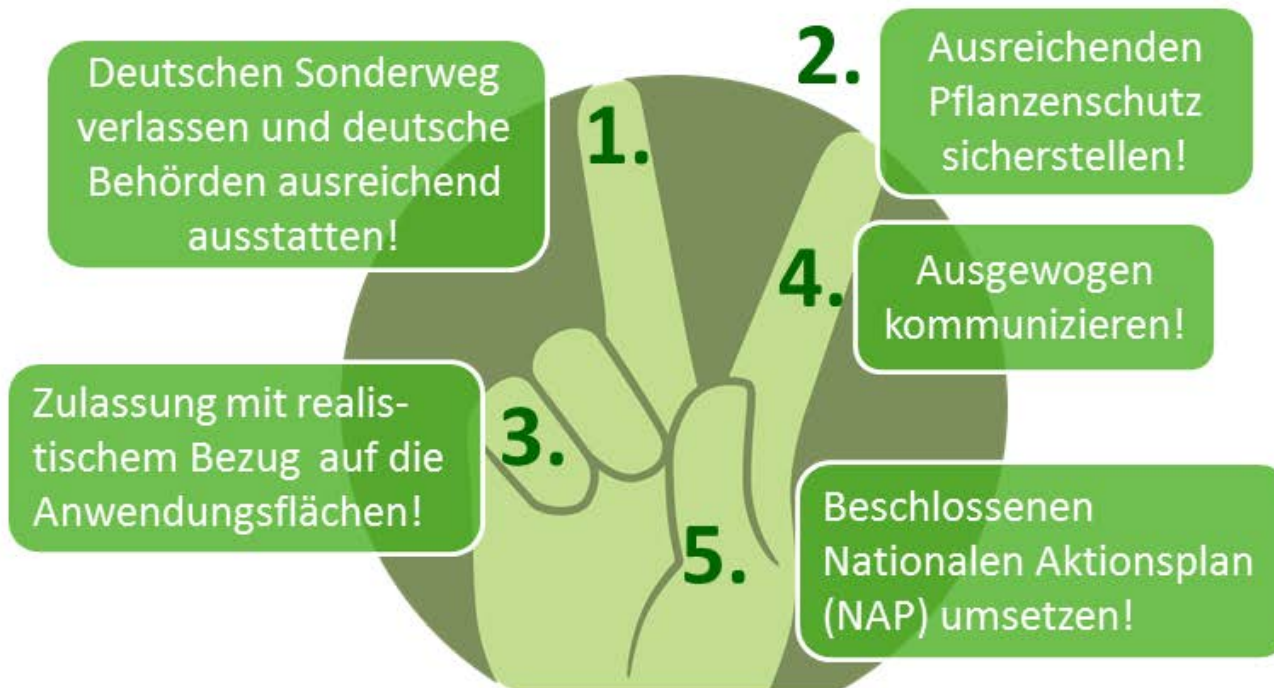 1.
Deutschen Sonderweg
verlassen und deutsche
Behörden ausreichend
ausstatten!
2.
Ausreichenden
Pflanzenschutz
sicherstellen!
3.
Zulassung mit realis-
tischem Bezug auf die
Anwendungsflächen!
4.
Ausgewogen
kommunizieren!
5.
Beschlossenen
Nationalen Aktionsplan
(NAP) umsetzen!